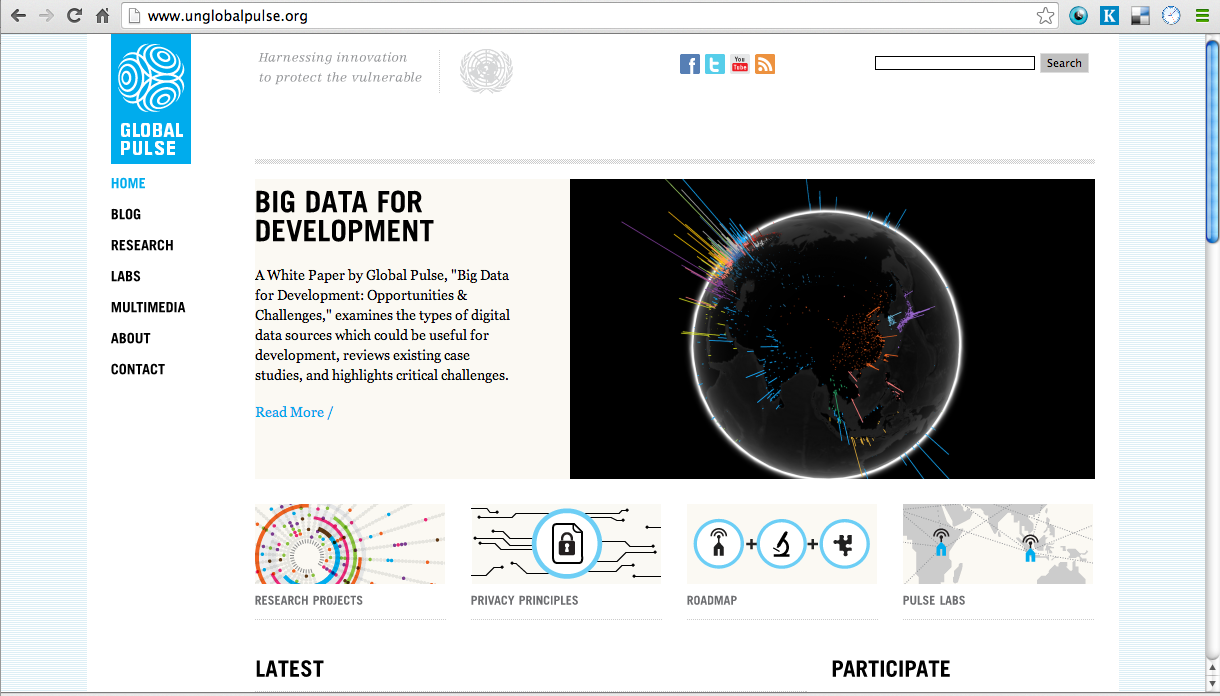 www.unglobalpulse.org
K
GLOBAL
PULSE
Harnessing innovation
to protect the vulnerable
f
t
You
Tube
Search
HOME
BLOG
RESEARCH
LABS
MULTIMEDIA
ABOUT
CONTACT
BIG DATA FOR
DEVELOPMENT
A White Paper by Global Pulse, "Big Data
for Development: Opportunities &
Challenges," examines the types of digital
data sources which could be useful for
development, reviews existing case
studies, and highlights critical challenges.
Read More /
RESEARCH PROJECTS
PRIVACY PRINCIPLES
ROADMAP
PULSE LABS
LATEST
PARTICIPATE